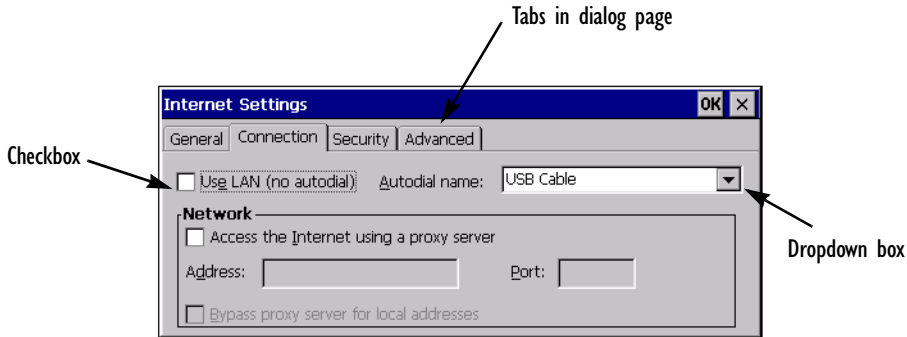 Tabs in dialog page
Internet Settings OK ×
General Connection Security Advanced
Checkbox
Use LAN (no autodial) Autodial name: USB Cable
Network
Access the Internet using a proxy server
Dropdown box
Address: Port:
Bypass proxy server for local addresses